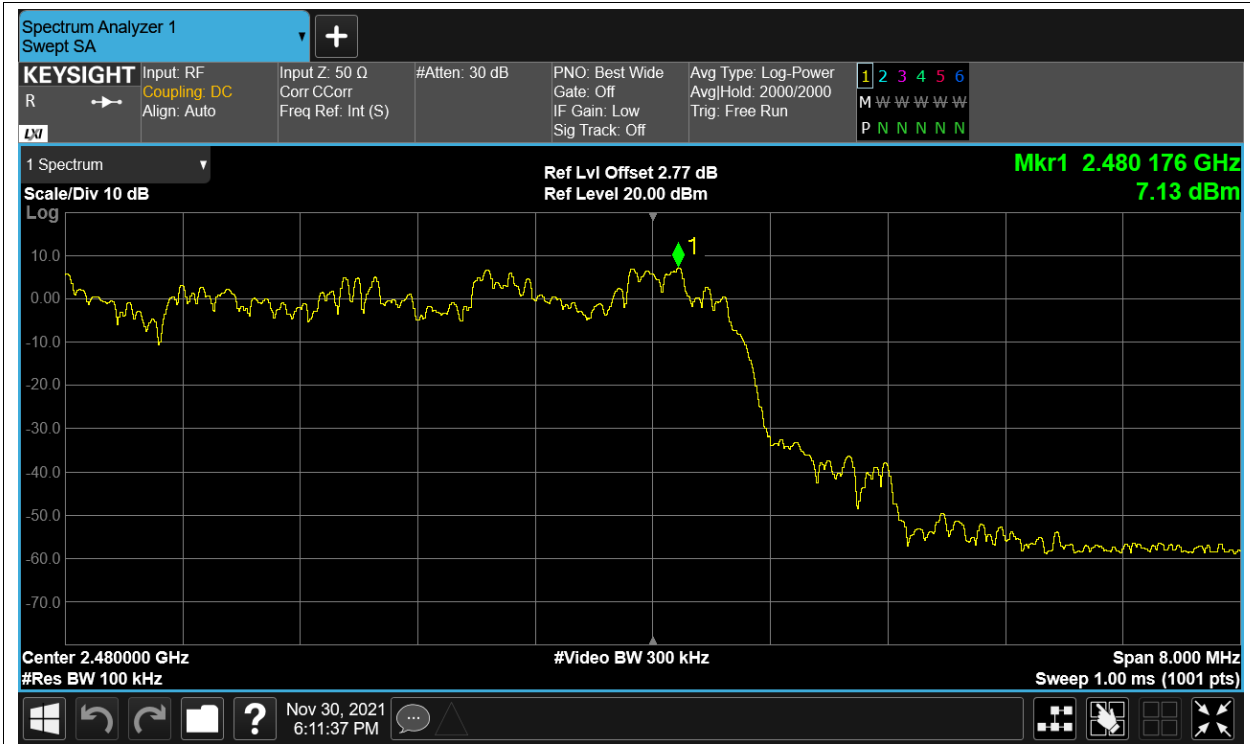 Spectrum Analyzer 1
Swept SA
+
KEYSIGHT
R
LXI
Input: RF
Coupling: DC
Align: Auto
Input Z: 50 Ω
Corr CCorr
Freq Ref: Int (S)
#Atten: 30 dB
PNO: Best Wide
Gate: Off
IF Gain: Low
Sig Track: Off
Avg Type: Log-Power
Avg|Hold: 2000/2000
Trig: Free Run
1 2 3 4 5 6
M W W W W W
P N N N N N
1 Spectrum
Scale/Div 10 dB
Log
Ref Lvl Offset 2.77 dB
Ref Level 20.00 dBm
Mkr1 2.480 176 GHz
7.13 dBm
1
10.0
0.00
-10.0
-20.0
-30.0
-40.0
-50.0
-60.0
-70.0
Center 2.480000 GHz
#Video BW 300 kHz
Span 8.000 MHz
#Res BW 100 kHz
Sweep 1.00 ms (1001 pts)
?
Nov 30, 2021
6:11:37 PM